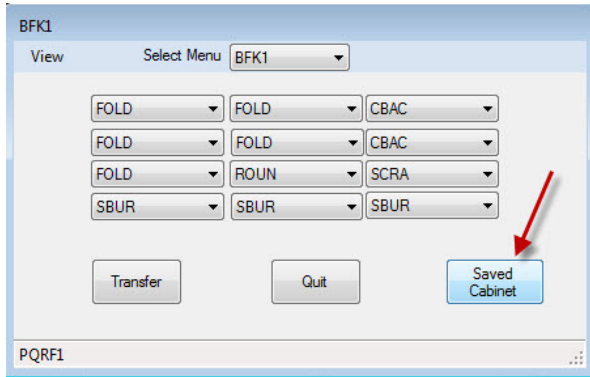 BFK1
View Select Menu BFK1
FOLD FOLD CBAC
FOLD FOLD CBAC
FOLD ROUN SCRA
SBUR SBUR SBUR
Transfer Quit Saved
Cabinet
PQRF1